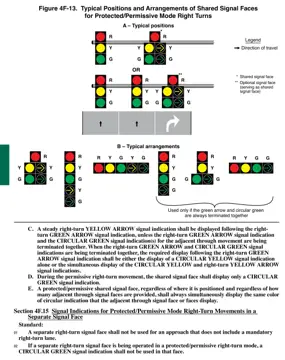 Figure 4F-13. Typical Positions and Arrangements of Shared Signal Faces
for Protected/Permissive Mode Right Turns
A – Typical positions
R R
Y Y Y
G G G
Legend
Direction of travel
OR
* Shared signal face
** Optional signal face
(serving as shared
signal face)
R R R
Y Y Y Y
G G G G
B – Typical arrangements
R
Y Y
G G
R
Y
G
Y
G
R Y G Y G
R
Y Y
G G
R
Y
G
R Y G G
Used only if the green arrow and circular green
are always terminated together
C. A steady right-turn YELLOW ARROW signal indication shall be displayed following the right-
turn GREEN ARROW signal indication, unless the right-turn GREEN ARROW signal indication
and the CIRCULAR GREEN signal indication(s) for the adjacent through movement are being
terminated together. When the right-turn GREEN ARROW and CIRCULAR GREEN signal
indications are being terminated together, the required display following the right-turn GREEN
ARROW signal indication shall be either the display of a CIRCULAR YELLOW signal indication
alone or the simultaneous display of the CIRCULAR YELLOW and right-turn YELLOW ARROW
signal indications.
D. During the permissive right-turn movement, the shared signal face shall display only a CIRCULAR
GREEN signal indication.
E. A protected/permissive shared signal face, regardless of where it is positioned and regardless of how
many adjacent through signal faces are provided, shall always simultaneously display the same color
of circular indication that the adjacent through signal face or faces display.
Section 4F.15 Signal Indications for Protected/Permissive Mode Right-Turn Movements in a
Separate Signal Face
Standard:
A separate right-turn signal face shall not be used for an approach that does not include a mandatory
right-turn lane.
If a separate right-turn signal face is being operated in a protected/permissive right-turn mode, a
CIRCULAR GREEN signal indication shall not be used in that face.